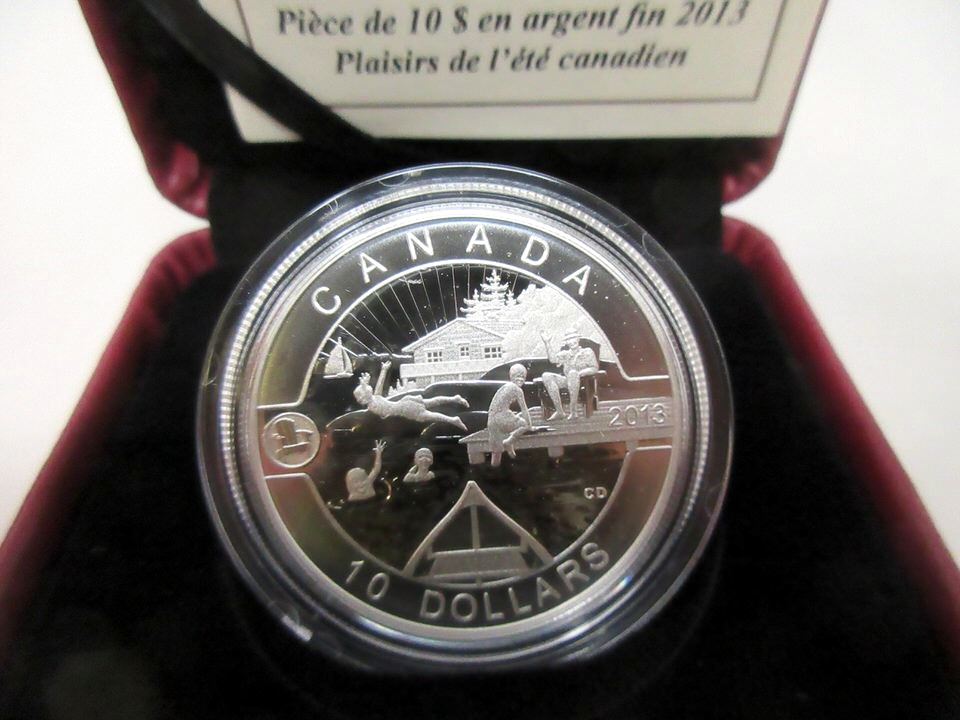 Pièce de 10 $ en argent fin 2013
Plaisirs de l'été canadien
CANADA
2013
CD
10 DOLLARS